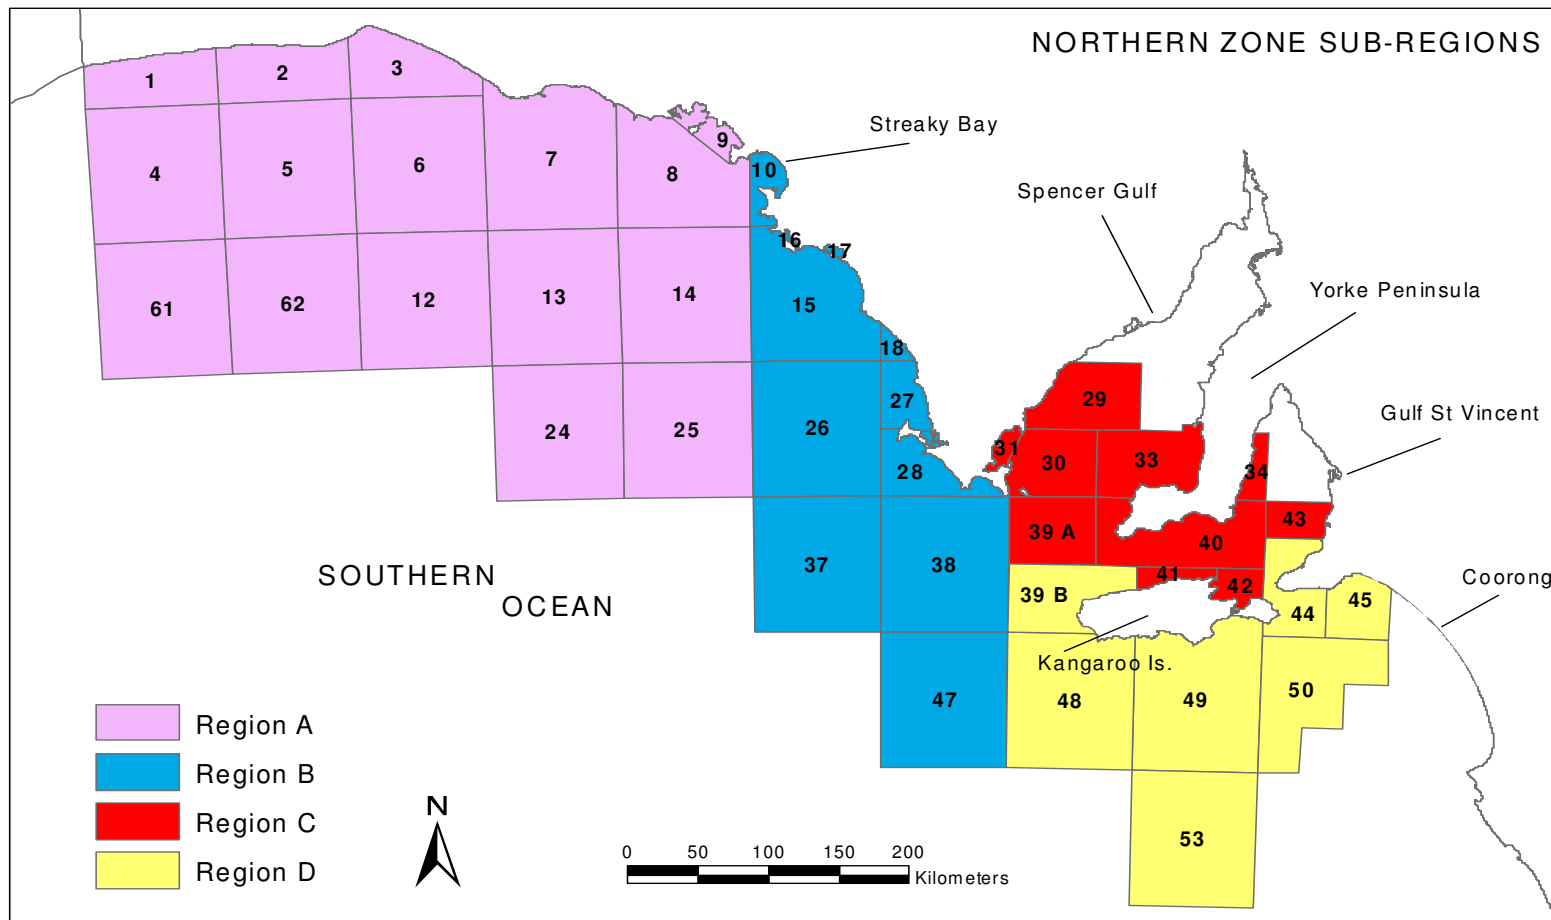 NORTHERN ZONE SUB-REGIONS
1
2
3
Streaky Bay
9
10
4
5
6
7
8
Spencer Gulf
16
17
Yorke Peninsula
61
62
12
13
14
15
18
29
27
Gulf St Vincent
24
25
26
31
30
33
34
28
43
39 A
40
37
38
SOUTHERN
OCEAN
41
42
Coorong
39 B
44
45
Kangaroo Is.
47
48
49
50
Region A
Region B
Region C
Region D
N
53
0 50 100 150 200
Kilometers